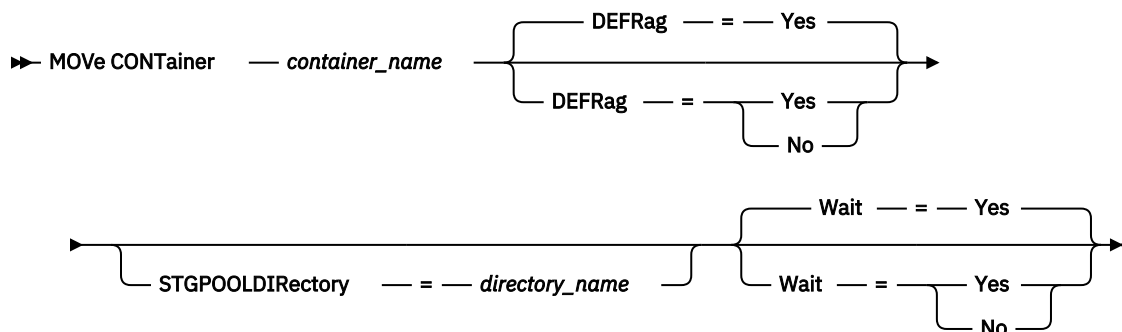 DEFRag = Yes
MOVe CONTainer container_name
DEFRag = Yes
No
Wait = Yes
STGPOOLDIRectory = directory_name
Wait = Yes
No